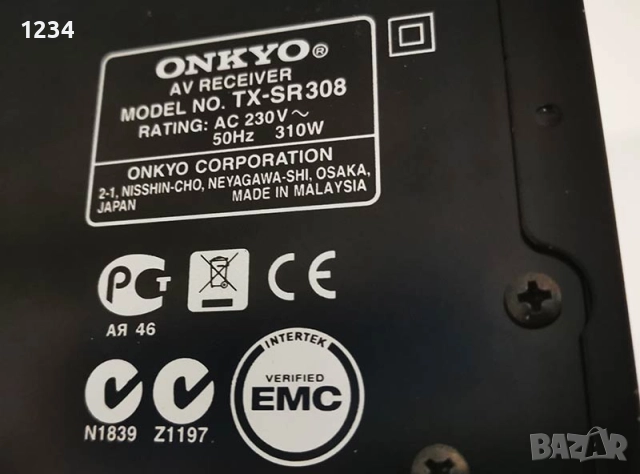 1234
ONKYO®
AV RECEIVER
MODEL NO. TX-SR308
RATING: AC 230V~
50Hz 310W
ONKYO CORPORATION
2-1, NISSHIN-CHO, NEYAGAWA-SHI, OSAKA,
JAPAN MADE IN MALAYSIA
РСТ CE
АЯ 46
INTERTEK
VERIFIED
EMC
N1839 Z1197
BAZAR